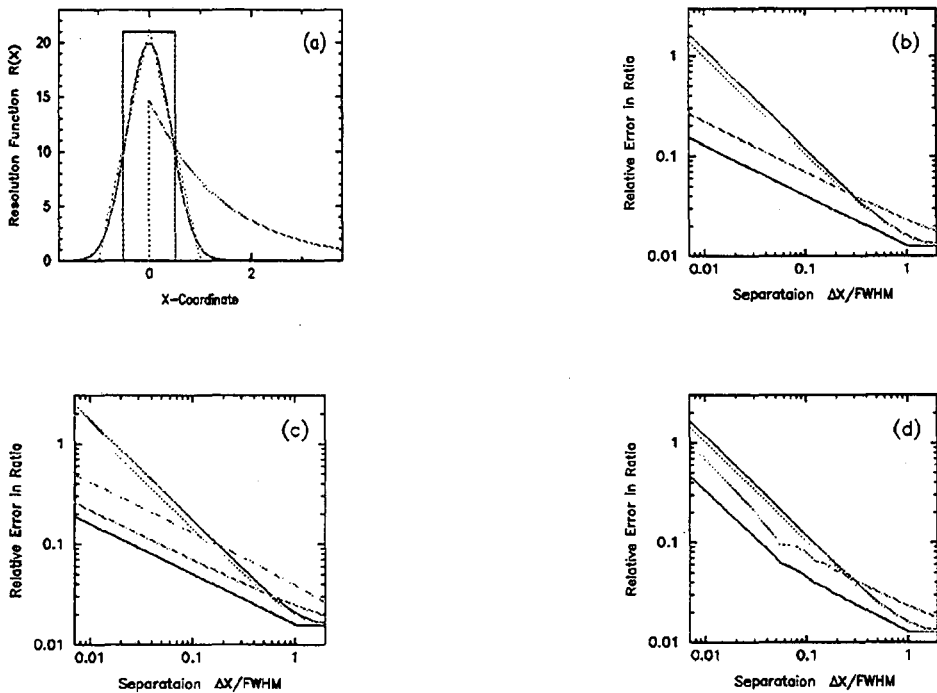 (a)
Resolution Function R(X)
20
15
10
5
0
0
2
X-Coordinate
(b)
Relative Error in Ratio
1
0.1
0.01
0.01
0.1
1
Separataion ΔX/FWHM
(c)
Relative Error in Ratio
1
0.1
0.01
0.01
0.1
1
Separataion ΔX/FWHM
(d)
Relative Error in Ratio
1
0.1
0.01
0.01
0.1
1
Separataion ΔX/FWHM